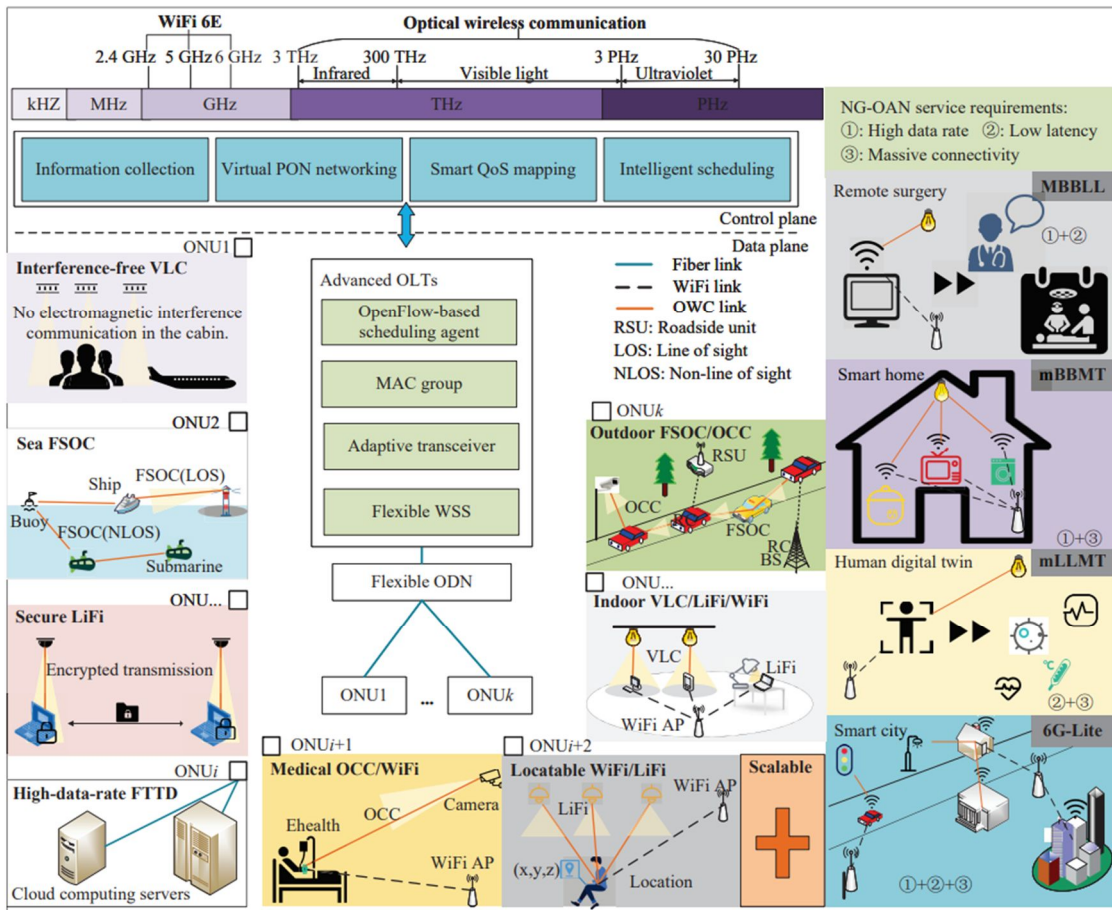 WiFi 6E
Optical wireless communication
2.4 GHz 5 GHz 6 GHz 3 THz 300 THz 3 PHz 30 PHz
Infrared Visible light Ultraviolet
kHZ MHz GHz THz PHz
Information collection
Virtual PON networking
Smart QoS mapping
Intelligent scheduling
Control plane
Data plane
NG-OAN service requirements:
①: High data rate ②: Low latency
③: Massive connectivity
ONU1
Interference-free VLC
No electromagnetic interference
communication in the cabin.
ONU2
Sea FSOC
Ship
FSOC(LOS)
Buoy
FSOC(NLOS)
Submarine
ONU...
Secure LiFi
Encrypted transmission
ONUi
High-data-rate FTTD
Cloud computing servers
Advanced OLTs
OpenFlow-based
scheduling agent
MAC group
Adaptive transceiver
Flexible WSS
Flexible ODN
ONU1 ... ONUk
Fiber link
WiFi link
OWC link
RSU: Roadside unit
LOS: Line of sight
NLOS: Non-line of sight
ONUk
Outdoor FSOC/OCC
RSU
OCC
FSOC
RC
BS
ONU...
Indoor VLC/LiFi/WiFi
VLC
LiFi
WiFi AP
ONUi+1
Medical OCC/WiFi
OCC
Camera
Ehealth
WiFi AP
ONUi+2
Locatable WiFi/LiFi
WiFi AP
LiFi
(x,y,z)
Location
Scalable
Remote surgery
MBBLL
①+②
Smart home
mBBMT
①+③
Human digital twin
mLLMT
°C
②+③
Smart city
6G-Lite
①+②+③